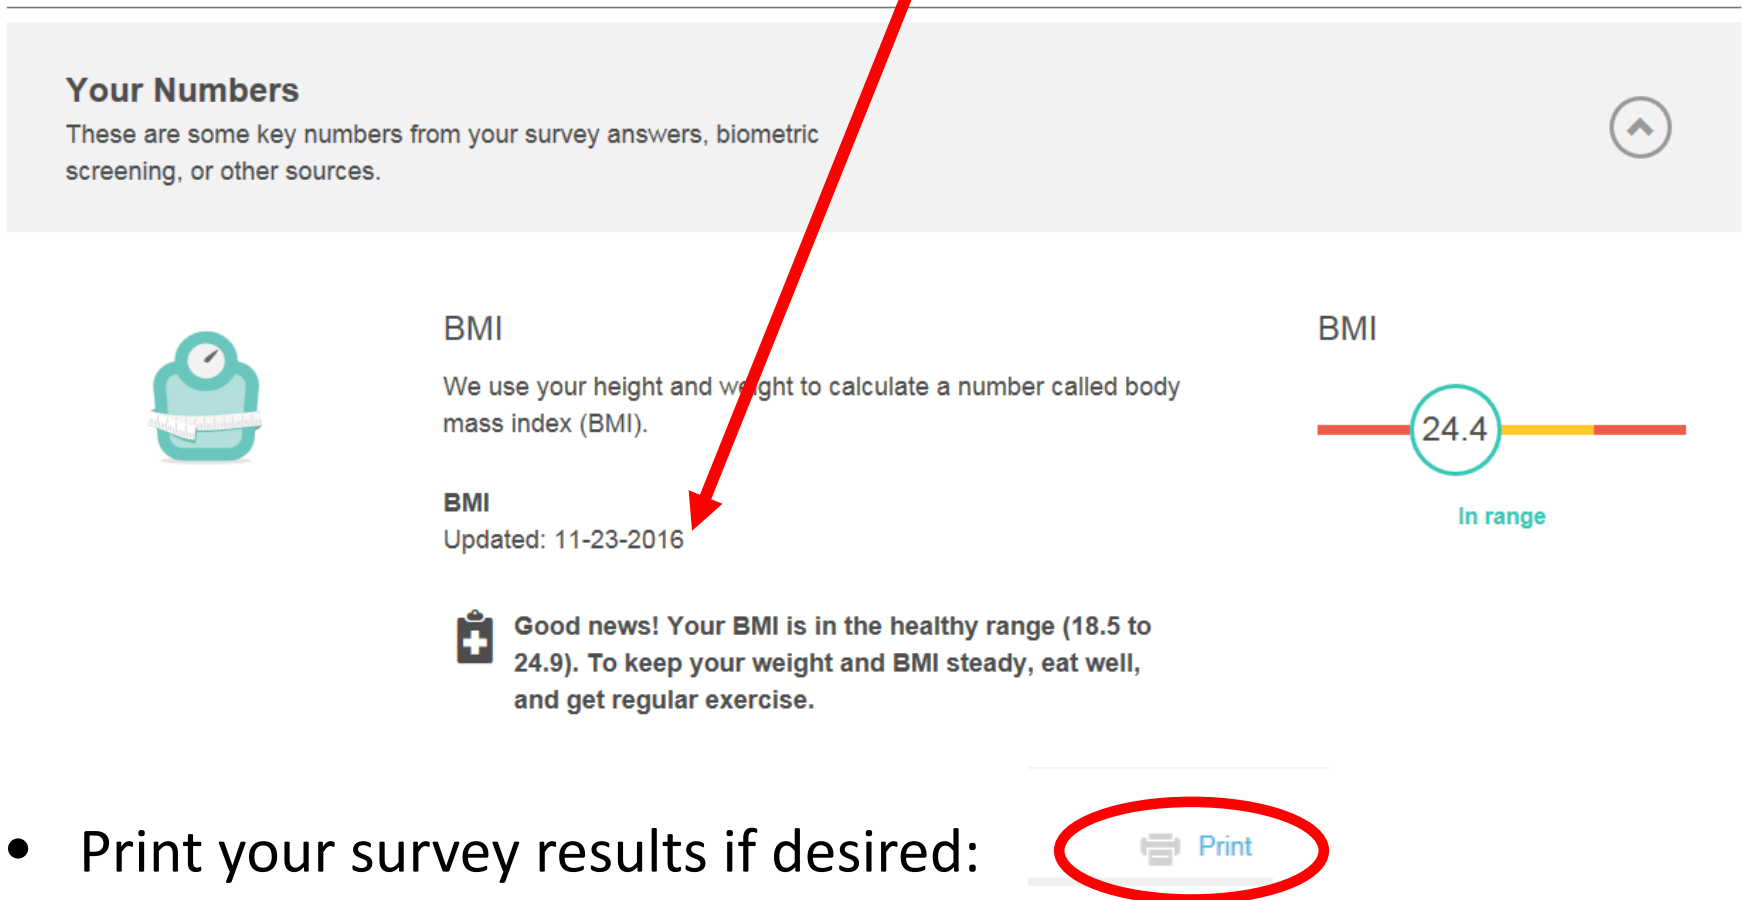 Your Numbers
These are some key numbers from your survey answers, biometric
screening, or other sources.
BMI
We use your height and weight to calculate a number called body
mass index (BMI).
BMI
Updated: 11-23-2016
Good news! Your BMI is in the healthy range (18.5 to
24.9). To keep your weight and BMI steady, eat well,
and get regular exercise.
BMI
24.4
In range
• Print your survey results if desired:
Print